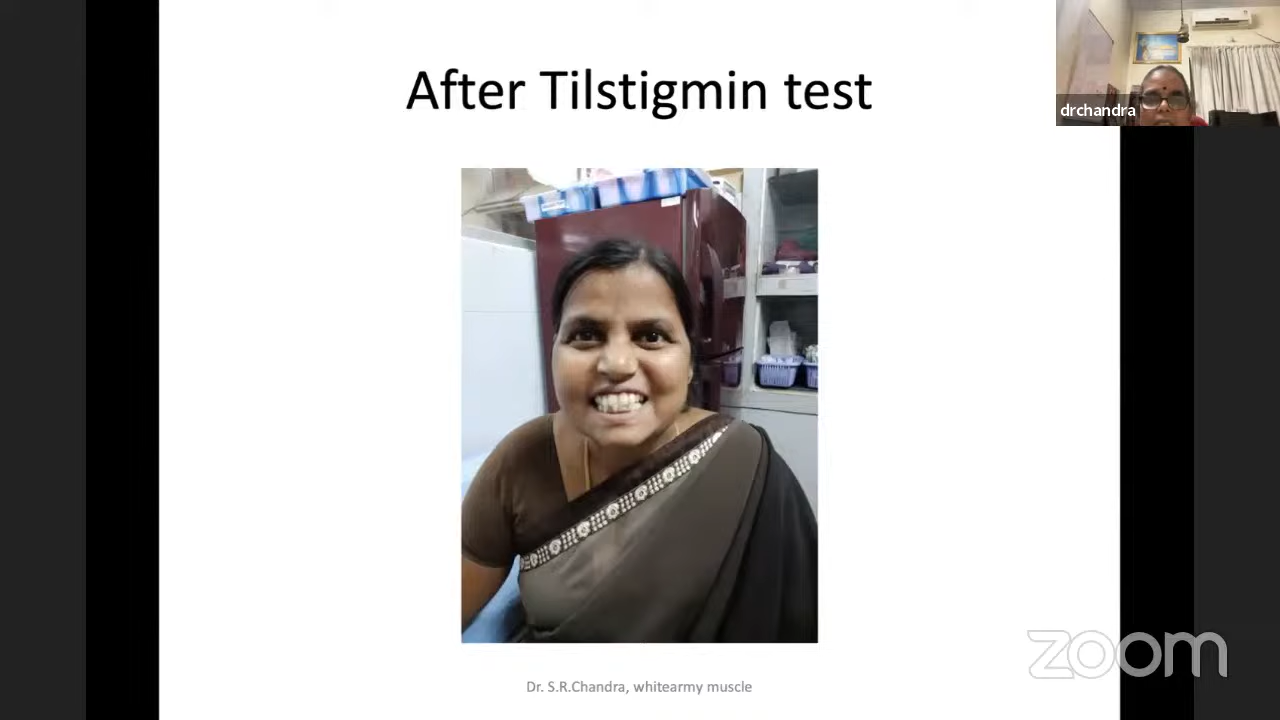 After Tilstigmin test
drchandra
Dr. S.R.Chandra, whitearmy muscle
zoom